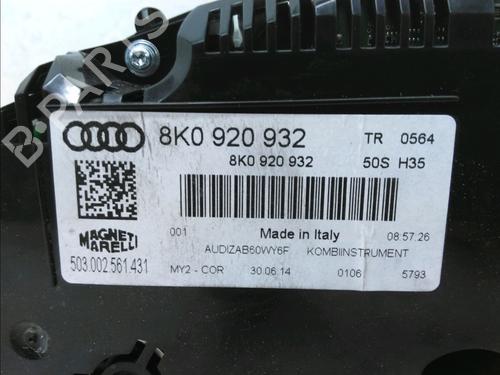 B-PARTS
8K0 920 932 TR 0564
8K0 920 932 50S H35
001 Made in Italy 08:57:26
MAGNETI
MARELLI
AUDIZAB60WY6F KOMBIINSTRUMENT
503.002.561.431 MY2 - COR 30.06.14 0106 5793